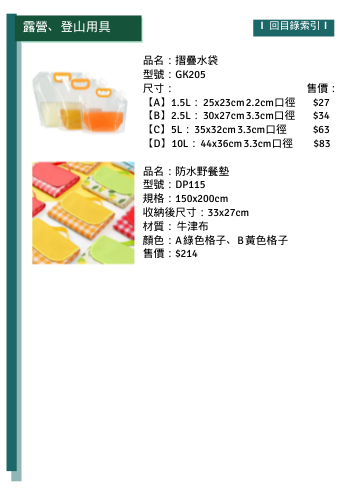 露營、登山用具
I 回目錄索引 I
品名：摺疊水袋
型號：GK205
尺寸： 售價：
【A】1.5L： 25x23cm 2.2cm口徑 $27
【B】2.5L： 30x27cm 3.3cm口徑 $34
【C】5L： 35x32cm 3.3cm口徑 $63
【D】10L： 44x36cm 3.3cm口徑 $83
品名：防水野餐墊
型號：DP115
規格：150x200cm
收納後尺寸：33x27cm
材質： 牛津布
顏色：A 綠色格子、B 黃色格子
售價：$214